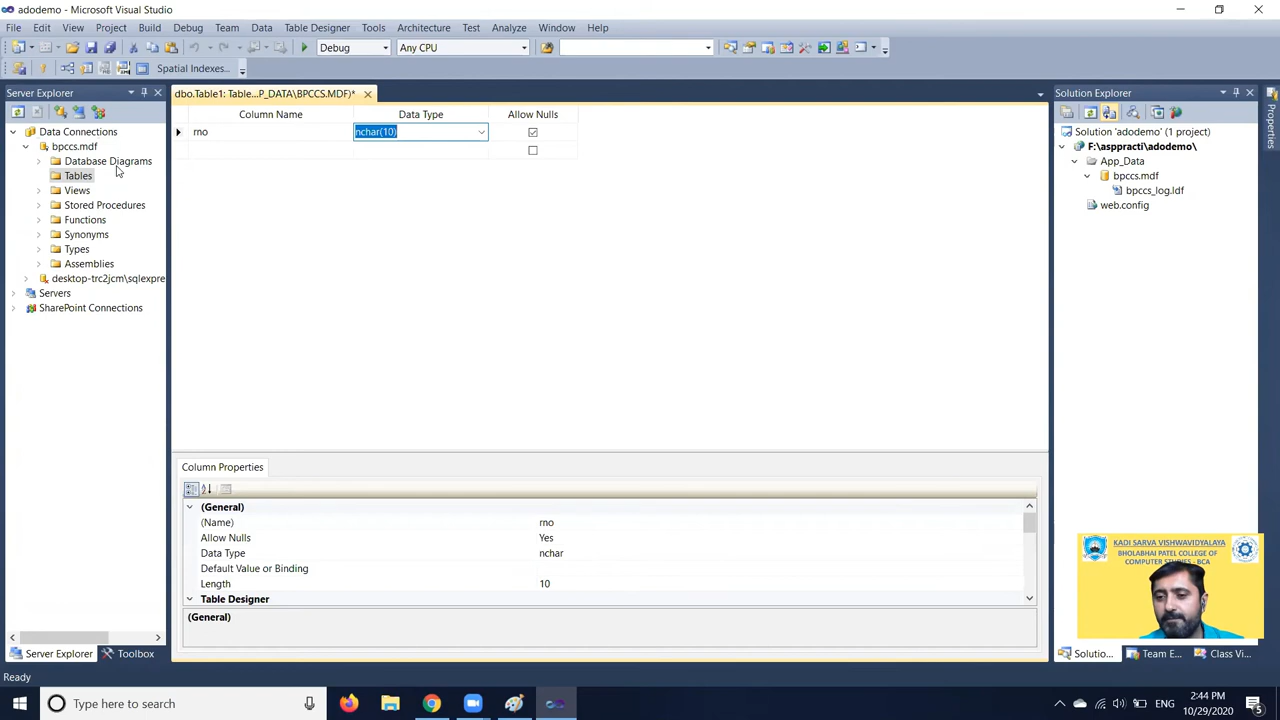 adodemo - Microsoft Visual Studio
File Edit View Project Build Debug Team Data Table Designer Tools Architecture Test Analyze Window Help
Debug Any CPU
Spatial Indexes...
Server Explorer
Data Connections
bpccs.mdf
Database Diagrams
Tables
Views
Stored Procedures
Functions
Synonyms
Types
Assemblies
desktop-trc2jcm\sqlexpre
Servers
SharePoint Connections
Server Explorer Toolbox
dbo.Table1: Table...P_DATA\BPCCS.MDF)*
Column Name Data Type Allow Nulls
rno nchar(10)
Column Properties
(General)
(Name) rno
Allow Nulls Yes
Data Type nchar
Default Value or Binding
Length 10
Table Designer
(General)
Solution Explorer
Solution 'adodemo' (1 project)
F:\asppracti\adodemo\
App_Data
bpccs.mdf
bpccs_log.ldf
web.config
Properties
KADI SARVA VISHWAVIDYALAYA
BHOLABHAI PATEL COLLEGE OF
COMPUTER STUDIES - BCA
Solutio... Team E... Class Vi...
Ready
Type here to search
ENG
2:44 PM
10/29/2020
5